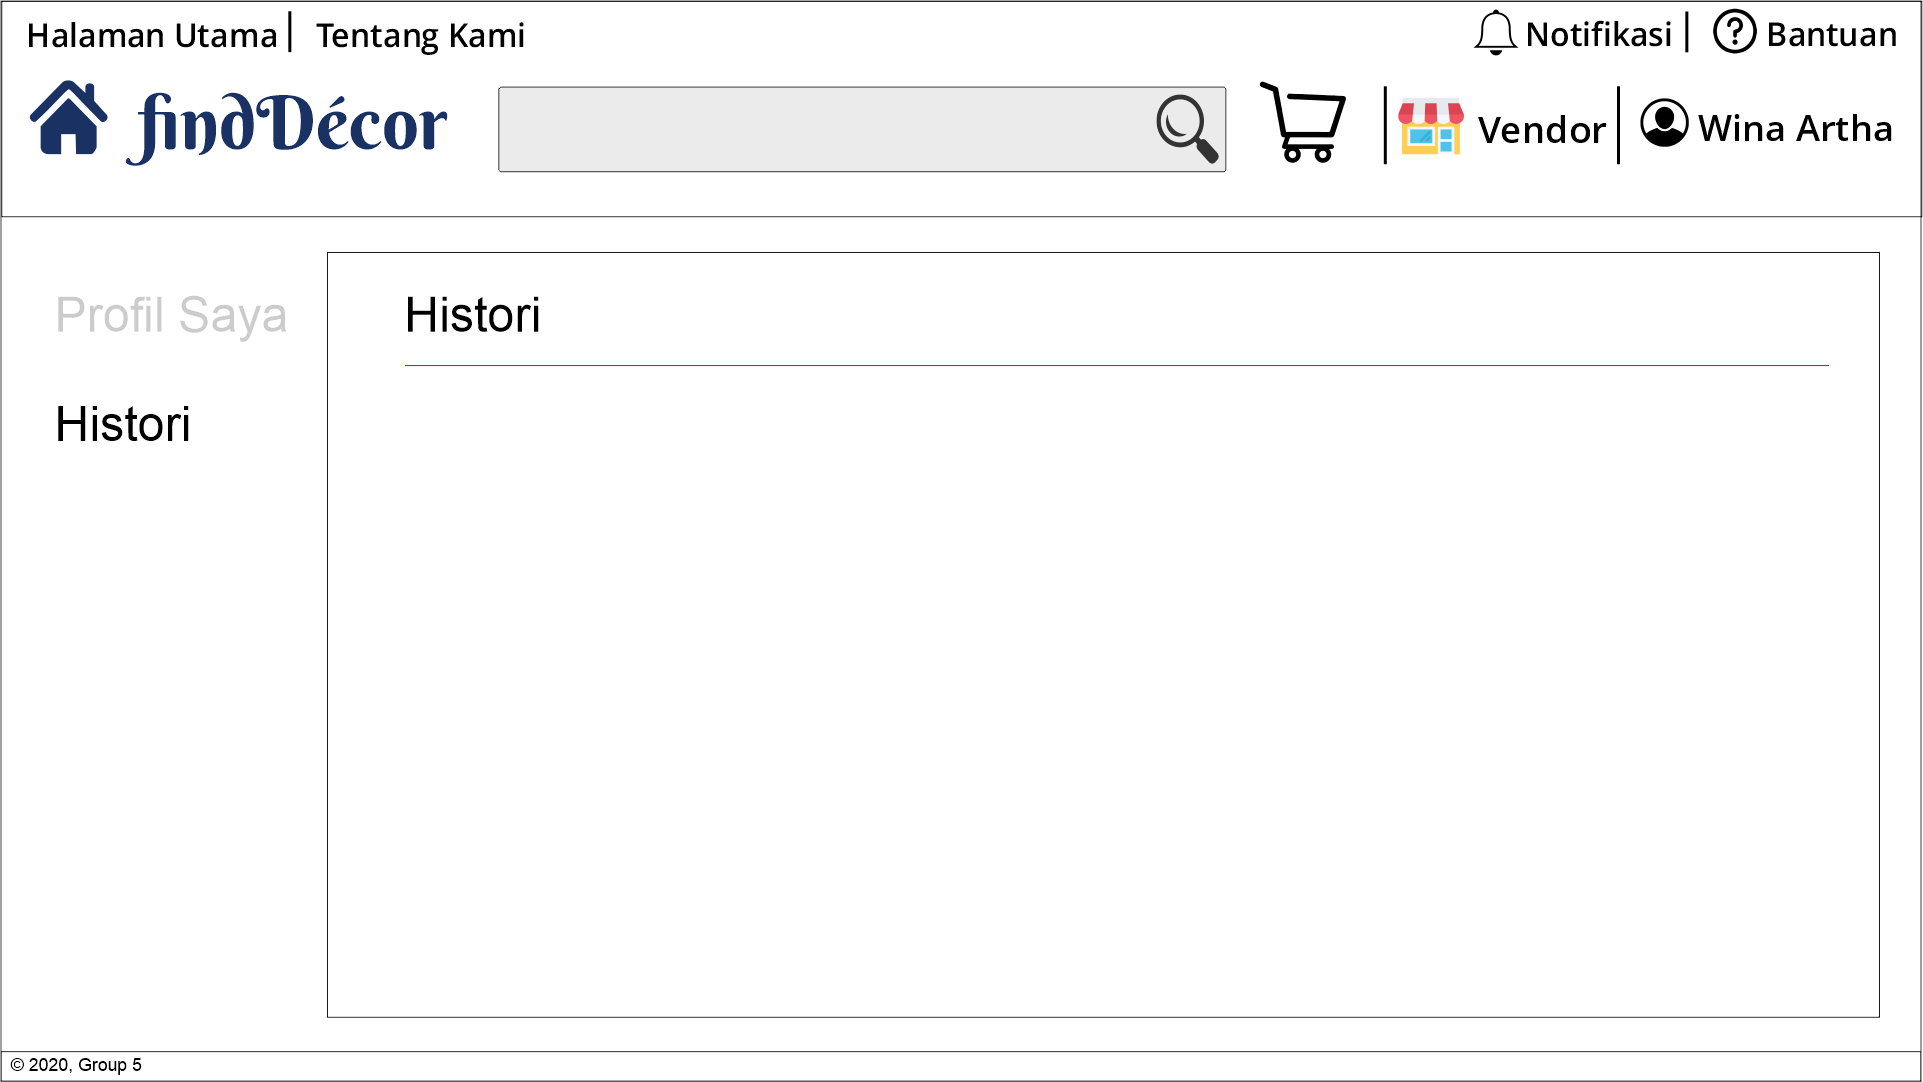 Halaman Utama | Tentang Kami
Notifikasi | Bantuan
findDécor
Vendor
Wina Artha
Profil Saya
Histori
Histori
© 2020, Group 5